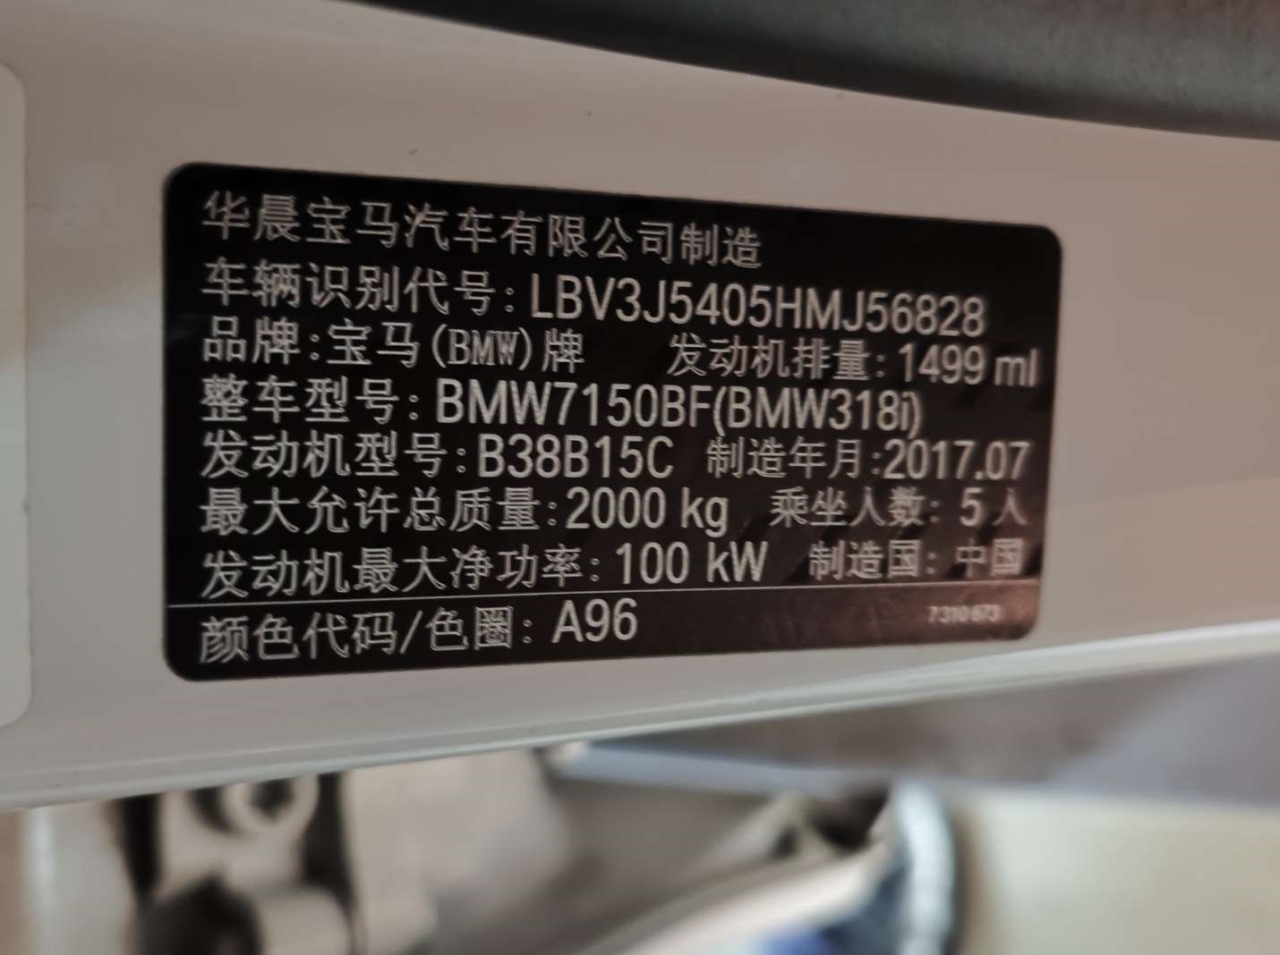 华晨宝马汽车有限公司制造
车辆识别代号: LBV3J5405HMJ56828
品牌:宝马(BMW)牌 发动机排量: 1499 ml
整车型号: BMW7150BF(BMW318i)
发动机型号: B38B15C 制造年月:2017.07
最大允许总质量:2000 kg 乘坐人数: 5人
发动机最大净功率: 100 kW 制造国: 中国
颜色代码/色圈: A96
7310673